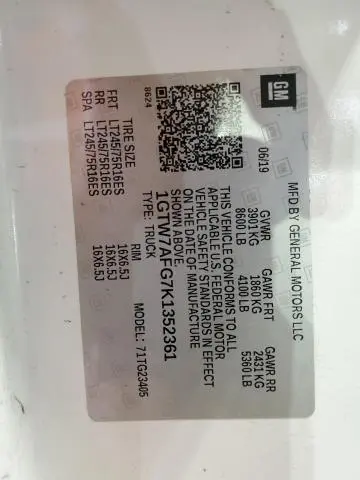 GM
MFD BY GENERAL MOTORS LLC
06/19 GVWR GAWR FRT GAWR RR
3901 KG 1860 KG 2431 KG
8600 LB 4100 LB 5360 LB
THIS VEHICLE CONFORMS TO ALL
APPLICABLE U.S. FEDERAL MOTOR
VEHICLE SAFETY STANDARDS IN EFFECT
ON THE DATE OF MANUFACTURE
SHOWN ABOVE.
1GTW7AFG7K1352361
TYPE: TRUCK MODEL: 71TG23405
8624
TIRE SIZE RIM
FRT LT245/75R16ES 16X6.5J
RR LT245/75R16ES 16X6.5J
SPA LT245/75R16ES 16X6.5J